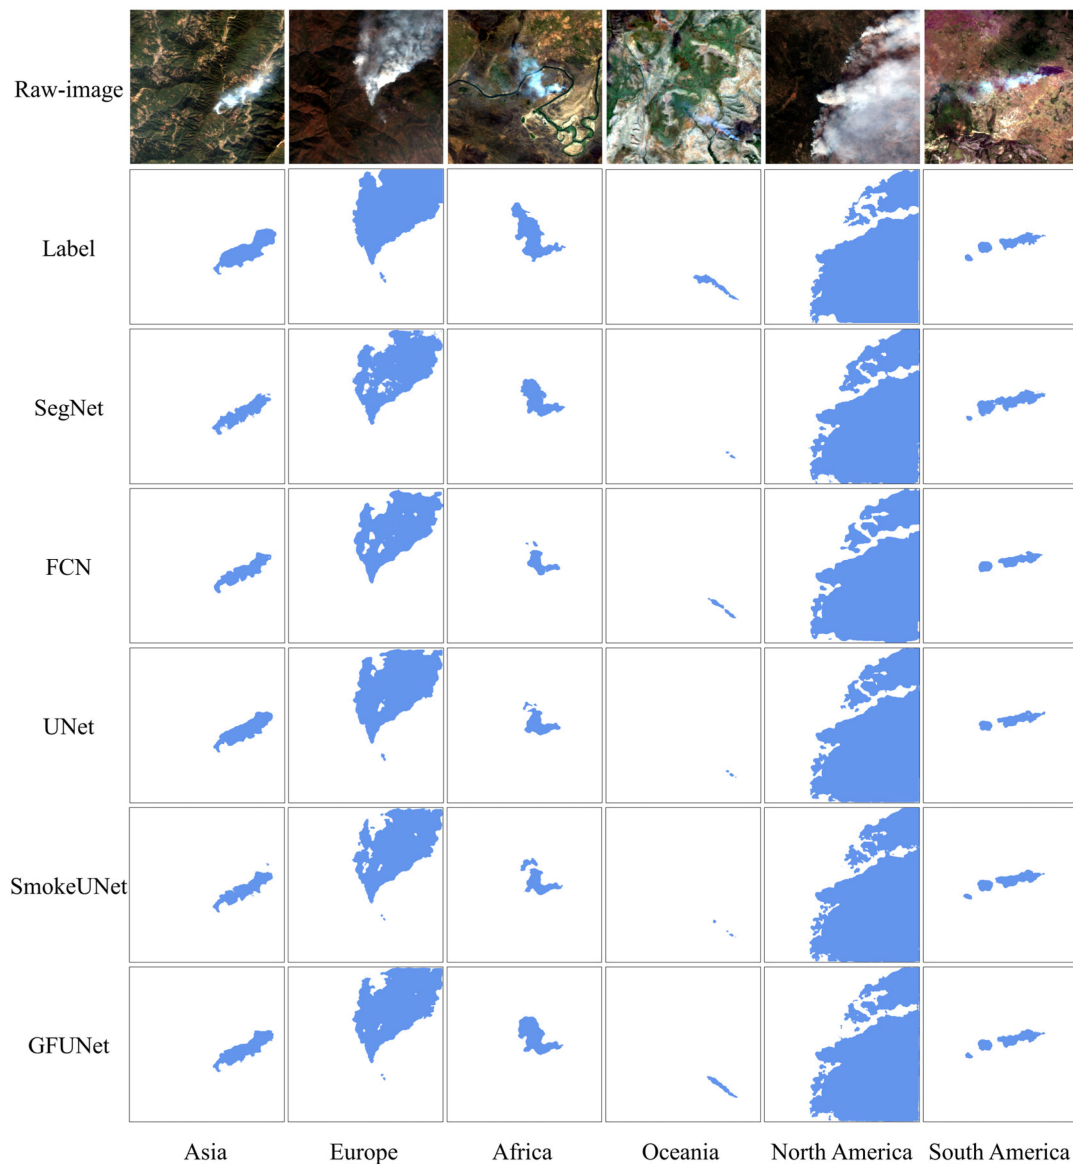 Raw-image
Label
SegNet
FCN
UNet
SmokeUNet
GFUNet
Asia Europe Africa Oceania North America South America